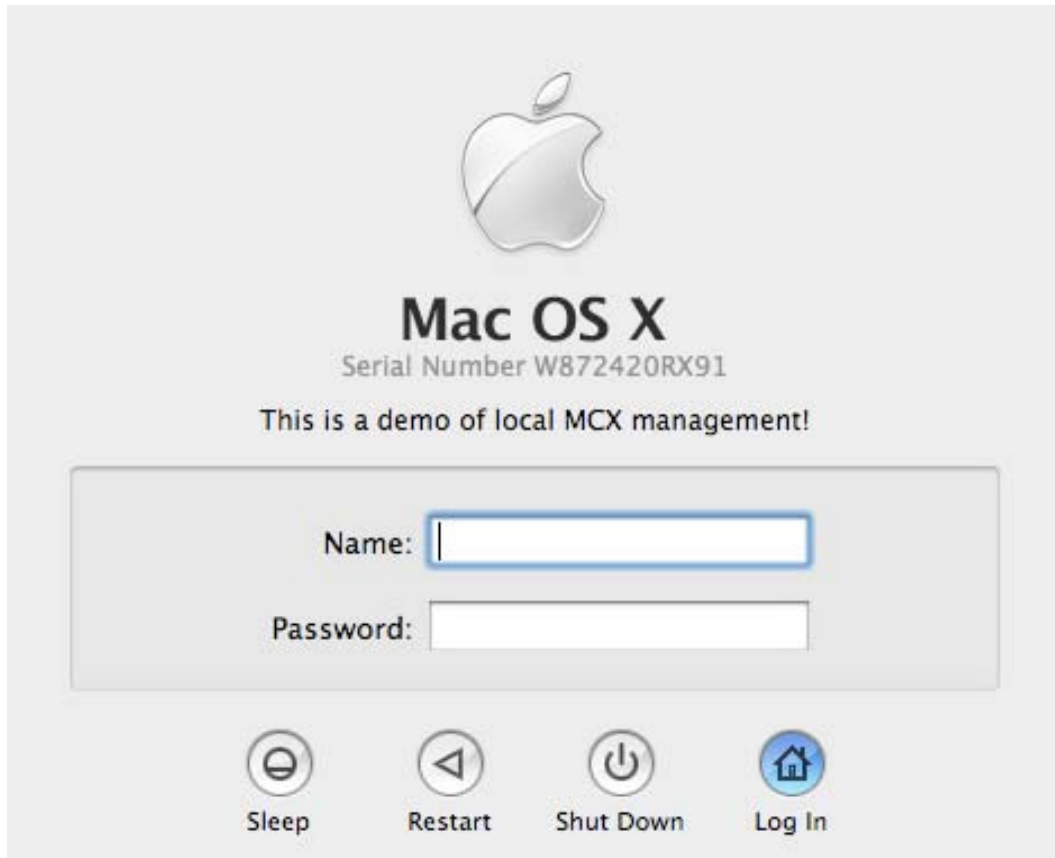 Mac OS X
Serial Number W872420RX91
This is a demo of local MCX management!
Name:
Password:
Sleep Restart Shut Down Log In